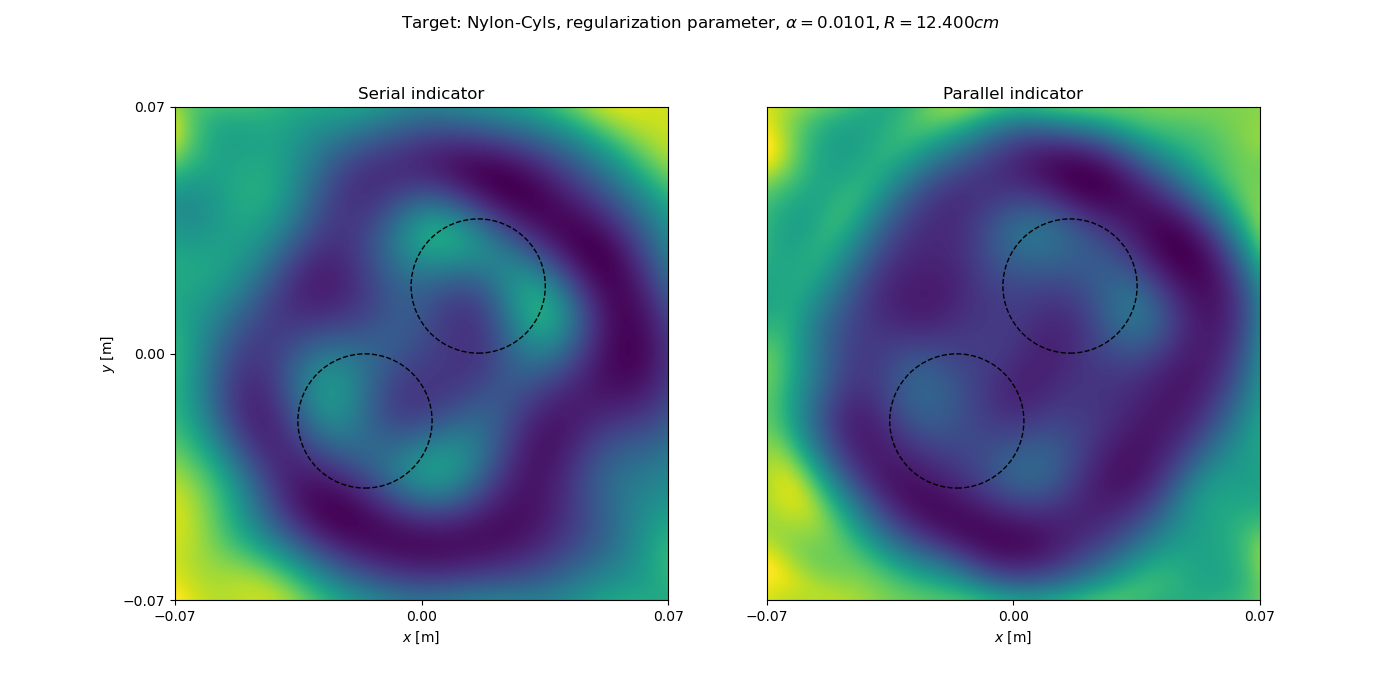 Target: Nylon-Cyls, regularization parameter, α = 0.0101, R = 12.400cm
Serial indicator
Parallel indicator
0.07
0.00
−0.07
y [m]
−0.07 0.00 0.07
x [m]
−0.07 0.00 0.07
x [m]